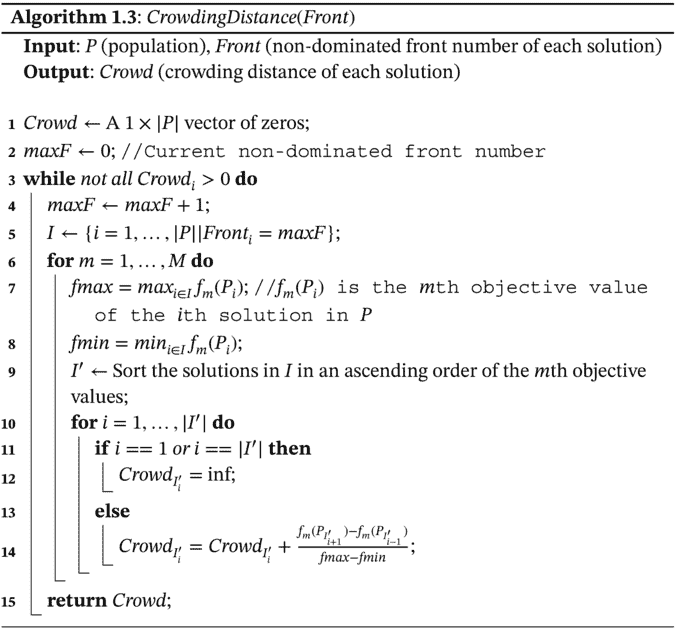 Algorithm 1.3: CrowdingDistance(Front)
Input: P (population), Front (non-dominated front number of each solution)
Output: Crowd (crowding distance of each solution)
1 Crowd ← A 1 × |P| vector of zeros;
2 maxF ← 0; //Current non-dominated front number
3 while not all Crowd_i > 0 do
4 maxF ← maxF + 1;
5 I ← {i = 1, …, |P||Front_i = maxF};
6 for m = 1, …, M do
7 fmax = max_{i∈I} f_m(P_i); //f_m(P_i) is the mth objective value
of the ith solution in P
8 fmin = min_{i∈I} f_m(P_i);
9 I′ ← Sort the solutions in I in an ascending order of the mth objective
values;
10 for i = 1, …, |I′| do
11 if i == 1 or i == |I′| then
12 Crowd_{I′_i} = inf;
13 else
14 Crowd_{I′_i} = Crowd_{I′_i} + \frac{f_m(P_{I′_{i+1}})−f_m(P_{I′_{i−1}})}{fmax−fmin};
15 return Crowd;